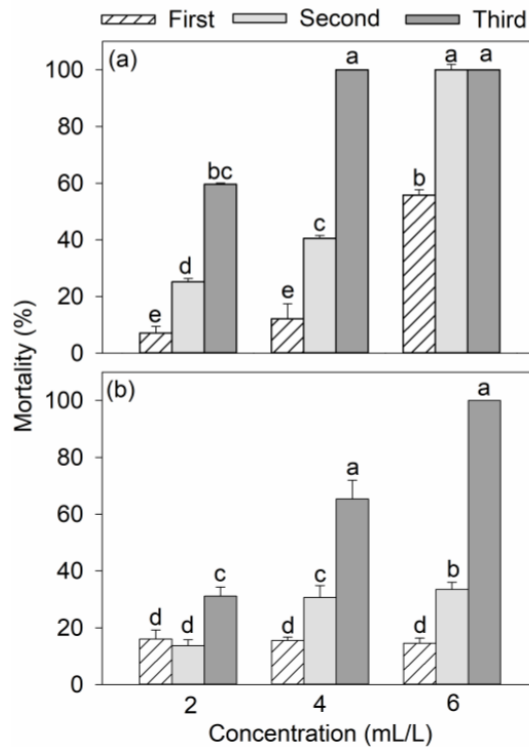 First Second Third
(a)
100
80
60
40
20
0
e d bc
e c a
b a a
Mortality (%)
(b)
100
80
60
40
20
0
d d c
d c a
d b a
2 4 6
Concentration (mL/L)